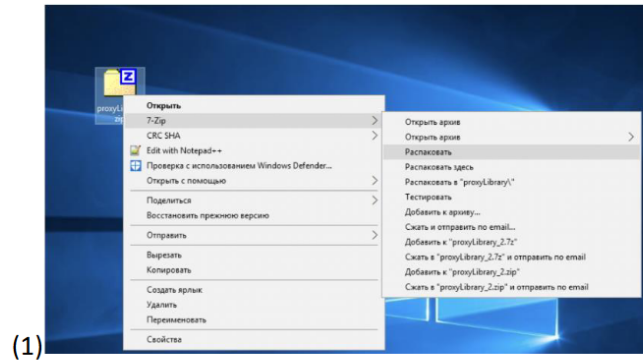 proxyLi
zip
Открыть
7-Zip
CRC SHA
Edit with Notepad++
Проверка с использованием Windows Defender...
Открыть с помощью
Поделиться
Восстановить прежнюю версию
Отправить
Вырезать
Копировать
Создать ярлык
Удалить
Переименовать
Свойства
Открыть архив
Открыть архив
Распаковать
Распаковать здесь
Распаковать в "proxyLibrary\"
Тестировать
Добавить к архиву...
Сжать и отправить по email...
Добавить к "proxyLibrary_2.7z"
Сжать в "proxyLibrary_2.7z" и отправить по email
Добавить к "proxyLibrary_2.zip"
Сжать в "proxyLibrary_2.zip" и отправить по email
(1)